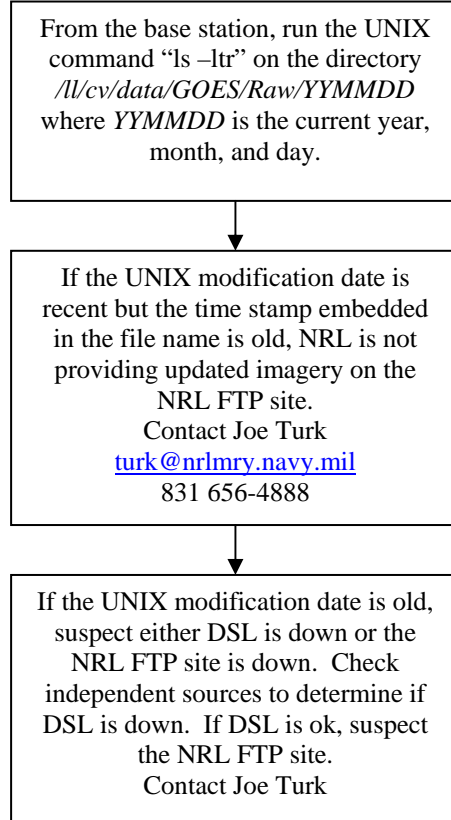 From the base station, run the UNIX
command “ls –ltr” on the directory
/ll/cv/data/GOES/Raw/YYMMDD
where YYMMDD is the current year,
month, and day.
If the UNIX modification date is
recent but the time stamp embedded
in the file name is old, NRL is not
providing updated imagery on the
NRL FTP site.
Contact Joe Turk
turk@nrlmry.navy.mil
831 656-4888
If the UNIX modification date is old,
suspect either DSL is down or the
NRL FTP site is down.  Check
independent sources to determine if
DSL is down.  If DSL is ok, suspect
the NRL FTP site.
Contact Joe Turk